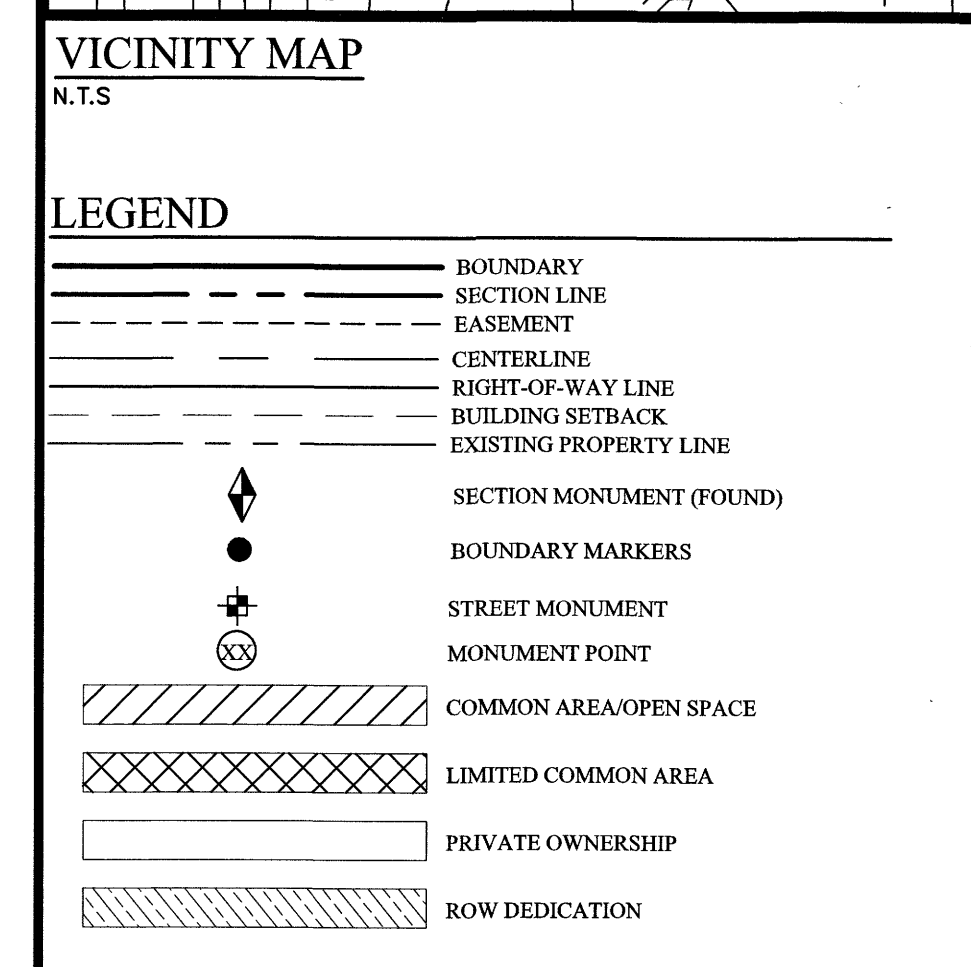 VICINITY MAP
N.T.S
LEGEND
BOUNDARY
SECTION LINE
EASEMENT
CENTERLINE
RIGHT-OF-WAY LINE
BUILDING SETBACK
EXISTING PROPERTY LINE
SECTION MONUMENT (FOUND)
BOUNDARY MARKERS
STREET MONUMENT
XX MONUMENT POINT
COMMON AREA/OPEN SPACE
LIMITED COMMON AREA
PRIVATE OWNERSHIP
ROW DEDICATION